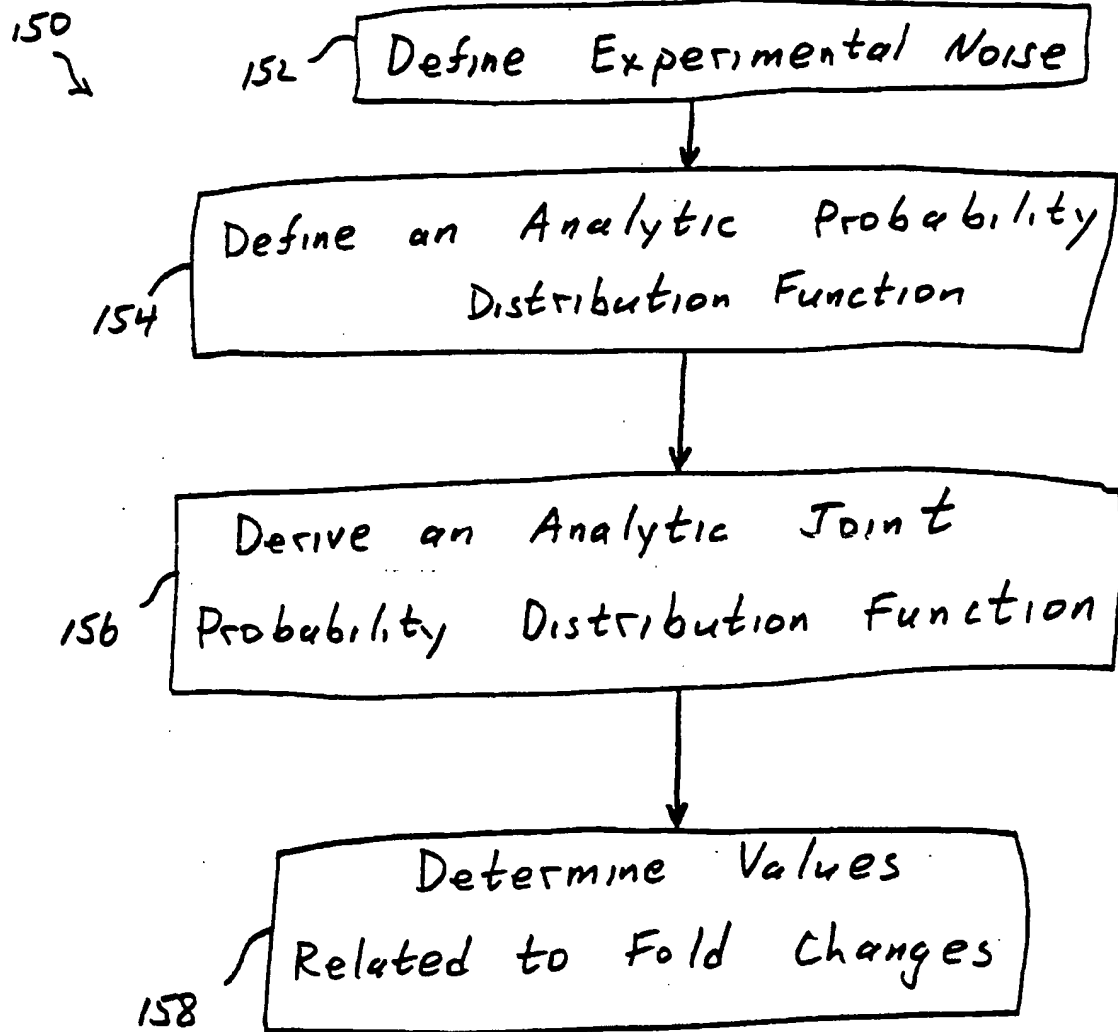 150
152
Define Experimental Noise
Define an Analytic Probability
Distribution Function
154
Derive an Analytic Joint
156
Probability Distribution Function
Determine Values
Related to Fold Changes
158